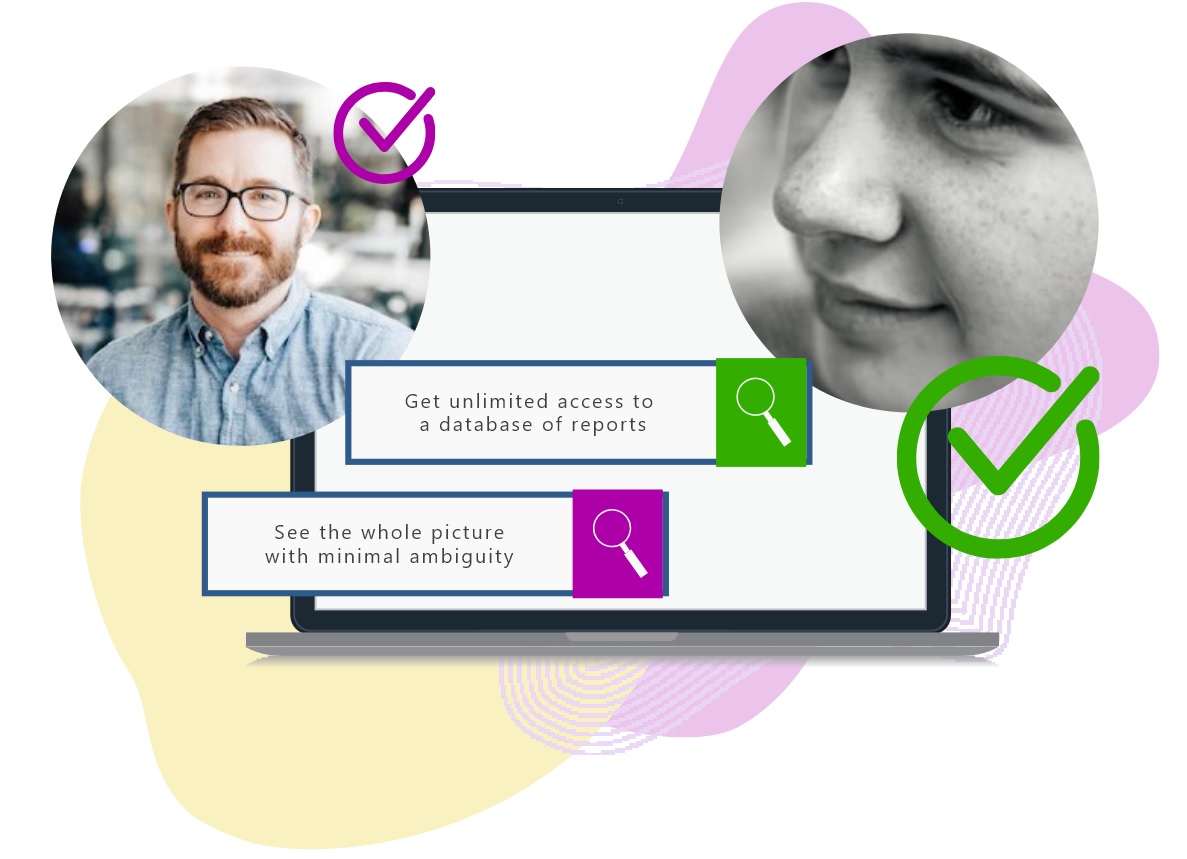 Get unlimited access to
a database of reports
See the whole picture
with minimal ambiguity